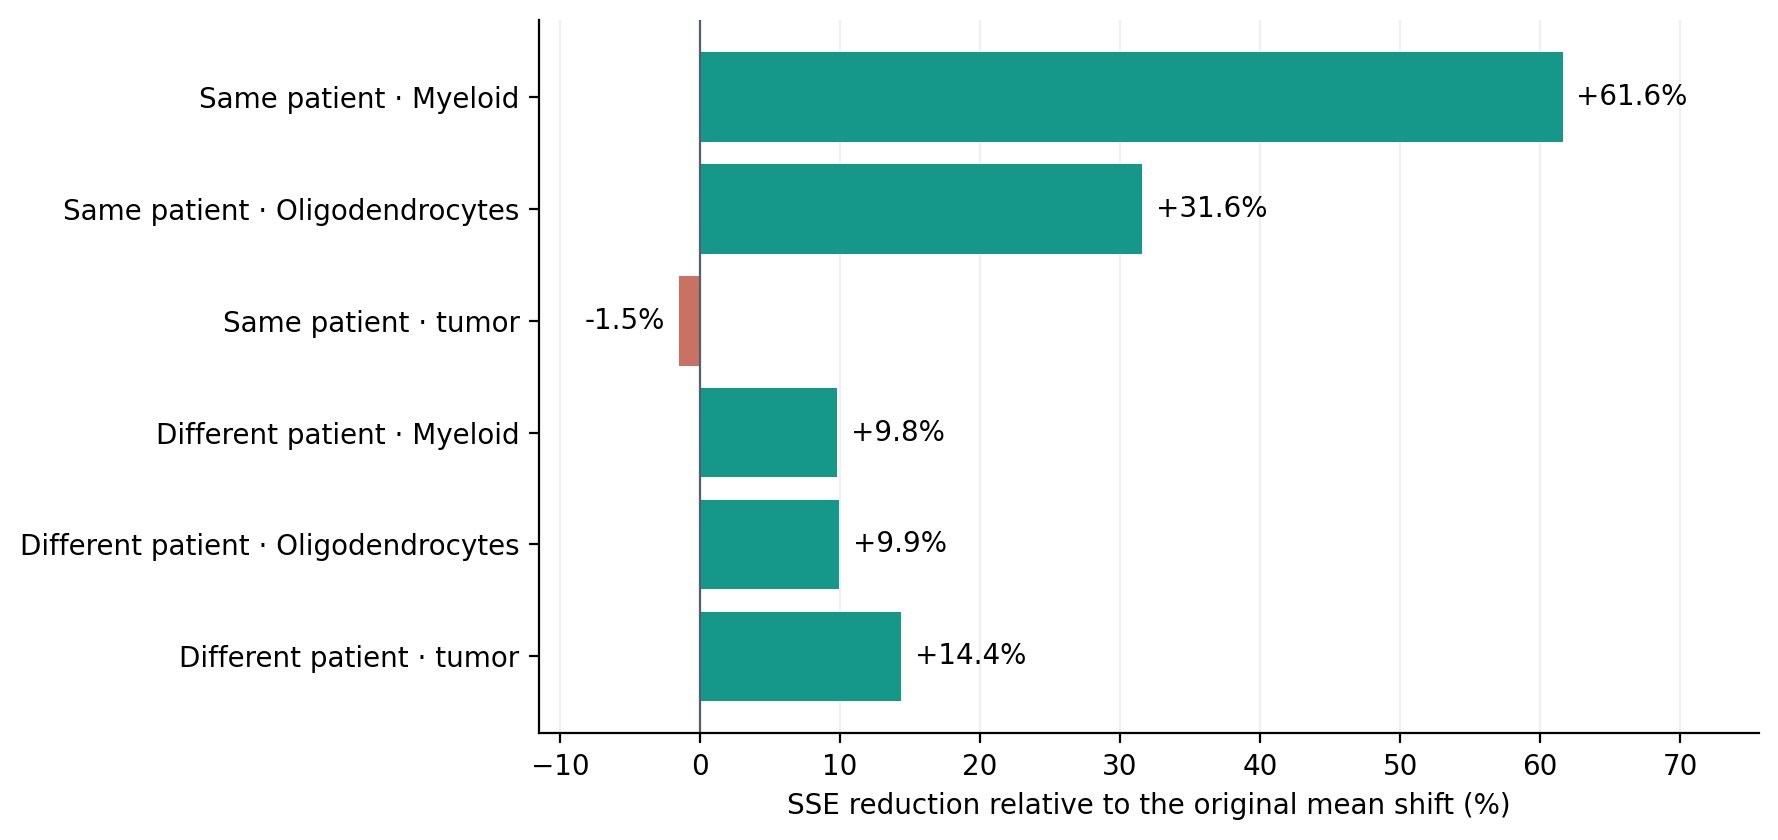 Same patient · Myeloid
+61.6%
Same patient · Oligodendrocytes
+31.6%
Same patient · tumor
-1.5%
Different patient · Myeloid
+9.8%
Different patient · Oligodendrocytes
+9.9%
Different patient · tumor
+14.4%
−10 0 10 20 30 40 50 60 70
SSE reduction relative to the original mean shift (%)